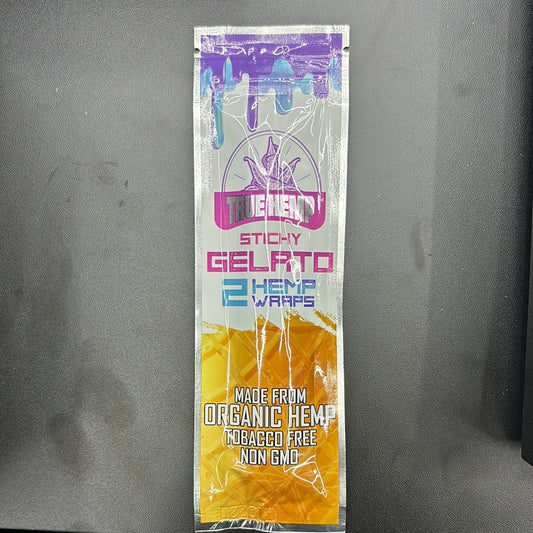 TRUE HEMP
STICKY
GELATO
2 HEMP
WRAPS
MADE FROM
ORGANIC HEMP
TOBACCO FREE
NON GMO